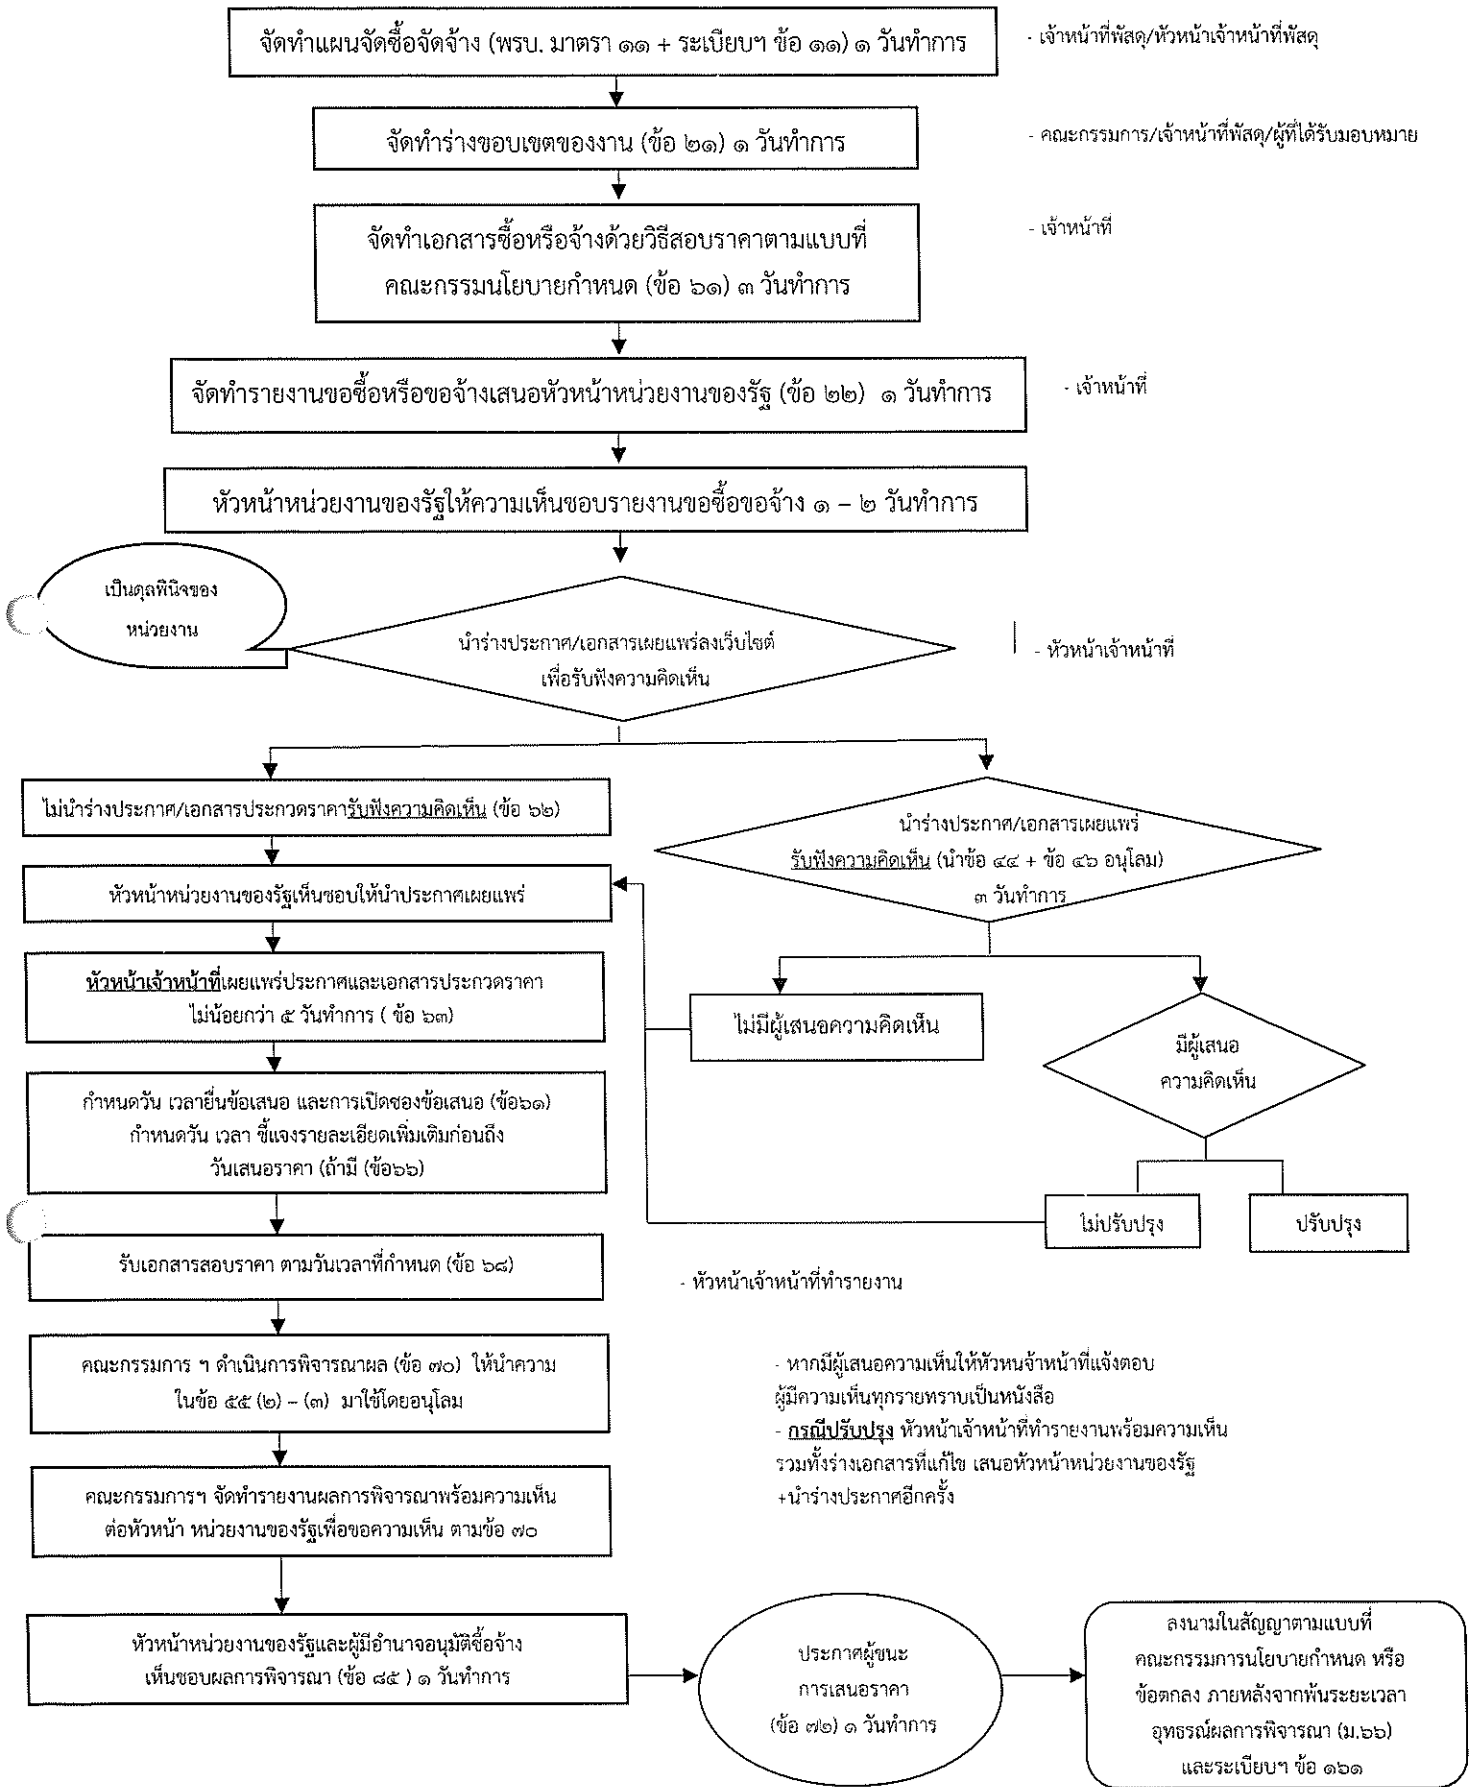 จัดทำแผนจัดซื้อจัดจ้าง (พรบ. มาตรา ๑๑ + ระเบียบฯ ข้อ ๑๑) ๑ วันทำการ
- เจ้าหน้าที่พัสดุ/หัวหน้าเจ้าหน้าที่พัสดุ
จัดทำร่างขอบเขตของงาน (ข้อ ๒๑) ๑ วันทำการ
- คณะกรรมการ/เจ้าหน้าที่พัสดุ/ผู้ที่ได้รับมอบหมาย
จัดทำเอกสารซื้อหรือจ้างด้วยวิธีสอบราคาตามแบบที่
คณะกรรมนโยบายกำหนด (ข้อ ๖๑) ๓ วันทำการ
- เจ้าหน้าที่
จัดทำรายงานขอซื้อหรือขอจ้างเสนอหัวหน้าหน่วยงานของรัฐ (ข้อ ๒๒) ๑ วันทำการ
- เจ้าหน้าที่
หัวหน้าหน่วยงานของรัฐให้ความเห็นชอบรายงานขอซื้อขอจ้าง ๑ – ๒ วันทำการ
เป็นดุลพินิจของ
หน่วยงาน
นำร่างประกาศ/เอกสารเผยแพร่ลงเว็บไซต์
เพื่อรับฟังความคิดเห็น
- หัวหน้าเจ้าหน้าที่
ไม่นำร่างประกาศ/เอกสารประกวดราคารับฟังความคิดเห็น (ข้อ ๖๒)
นำร่างประกาศ/เอกสารเผยแพร่
รับฟังความคิดเห็น (นำข้อ ๔๔ + ข้อ ๔๖ อนุโลม)
๓ วันทำการ
หัวหน้าหน่วยงานของรัฐเห็นชอบให้นำประกาศเผยแพร่
หัวหน้าเจ้าหน้าที่เผยแพร่ประกาศและเอกสารประกวดราคา
ไม่น้อยกว่า ๕ วันทำการ ( ข้อ ๖๓)
ไม่มีผู้เสนอความคิดเห็น
มีผู้เสนอ
ความคิดเห็น
กำหนดวัน เวลายื่นข้อเสนอ และการเปิดซองข้อเสนอ (ข้อ๖๑)
กำหนดวัน เวลา ชี้แจงรายละเอียดเพิ่มเติมก่อนถึง
วันเสนอราคา (ถ้ามี (ข้อ๖๖)
ไม่ปรับปรุง
ปรับปรุง
รับเอกสารสอบราคา ตามวันเวลาที่กำหนด (ข้อ ๖๘)
- หัวหน้าเจ้าหน้าที่ทำรายงาน
คณะกรรมการ ฯ ดำเนินการพิจารณาผล (ข้อ ๗๐) ให้นำความ
ในข้อ ๕๕ (๒) – (๓) มาใช้โดยอนุโลม
- หากมีผู้เสนอความเห็นให้หัวหนจ้าหน้าที่แจ้งตอบ
ผู้มีความเห็นทุกรายทราบเป็นหนังสือ
- กรณีปรับปรุง หัวหน้าเจ้าหน้าที่ทำรายงานพร้อมความเห็น
รวมทั้งร่างเอกสารที่แก้ไข เสนอหัวหน้าหน่วยงานของรัฐ
+นำร่างประกาศอีกครั้ง
คณะกรรมการฯ จัดทำรายงานผลการพิจารณาพร้อมความเห็น
ต่อหัวหน้า หน่วยงานของรัฐเพื่อขอความเห็น ตามข้อ ๗๐
หัวหน้าหน่วยงานของรัฐและผู้มีอำนาจอนุมัติซื้อจ้าง
เห็นชอบผลการพิจารณา (ข้อ ๘๕ ) ๑ วันทำการ
ประกาศผู้ชนะ
การเสนอราคา
(ข้อ ๗๒) ๑ วันทำการ
ลงนามในสัญญาตามแบบที่
คณะกรรมการนโยบายกำหนด หรือ
ข้อตกลง ภายหลังจากพ้นระยะเวลา
อุทธรณ์ผลการพิจารณา (ม.๖๖)
และระเบียบฯ ข้อ ๑๖๑